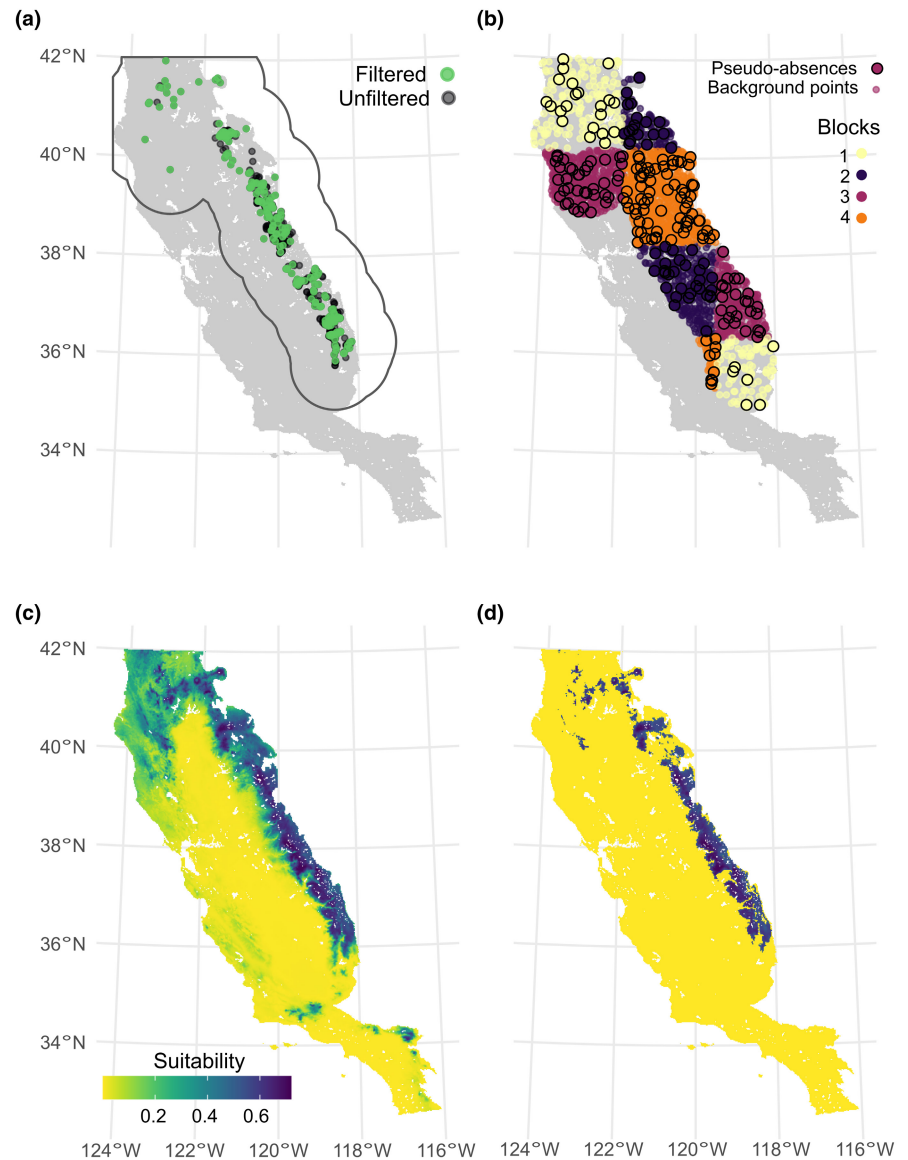 (a)
42°N
40°N
38°N
36°N
34°N
Filtered
Unfiltered
(b)
Pseudo-absences
Background points
Blocks
1
2
3
4
(c)
42°N
40°N
38°N
36°N
34°N
Suitability
0.2 0.4 0.6
124°W 122°W 120°W 118°W 116°W
(d)
124°W 122°W 120°W 118°W 116°W